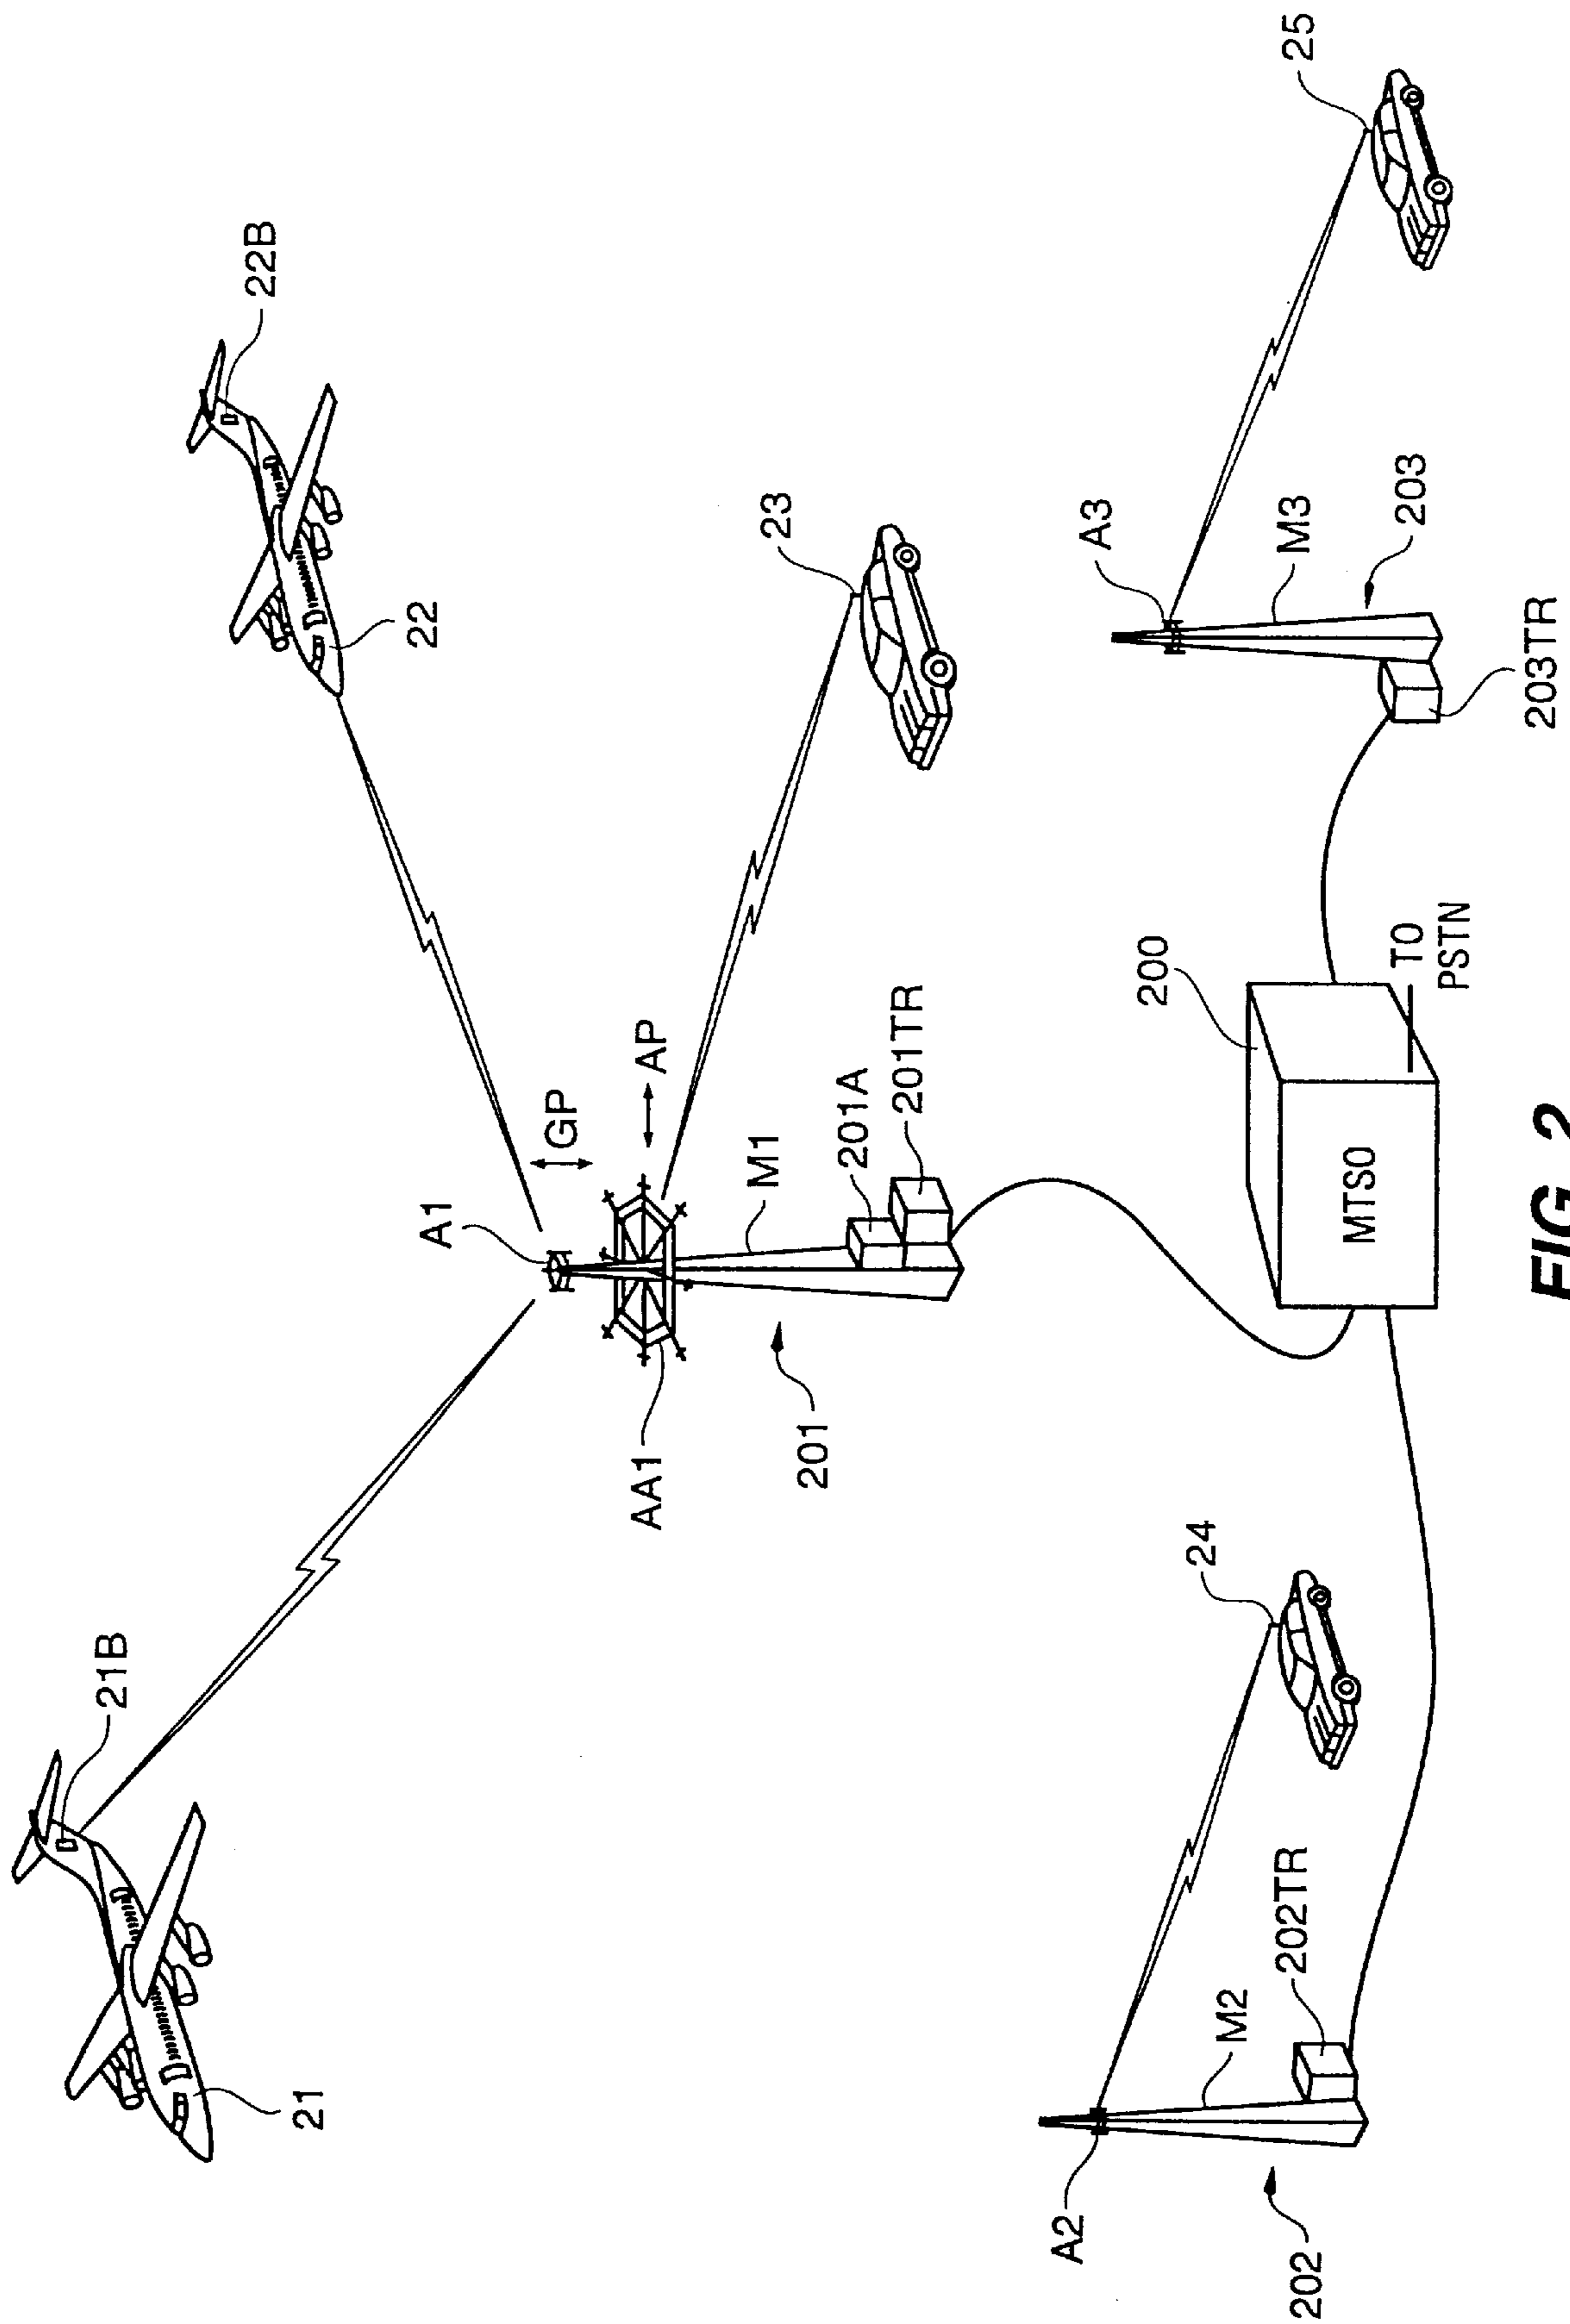 21B
22B
21
22
A1
GP
AP
23
AA1
M1
201
201A
201TR
A2
24
200
A3
25
202
M2
202TR
MTSO
TO
PSTN
M3
203
203TR
FIG. 2